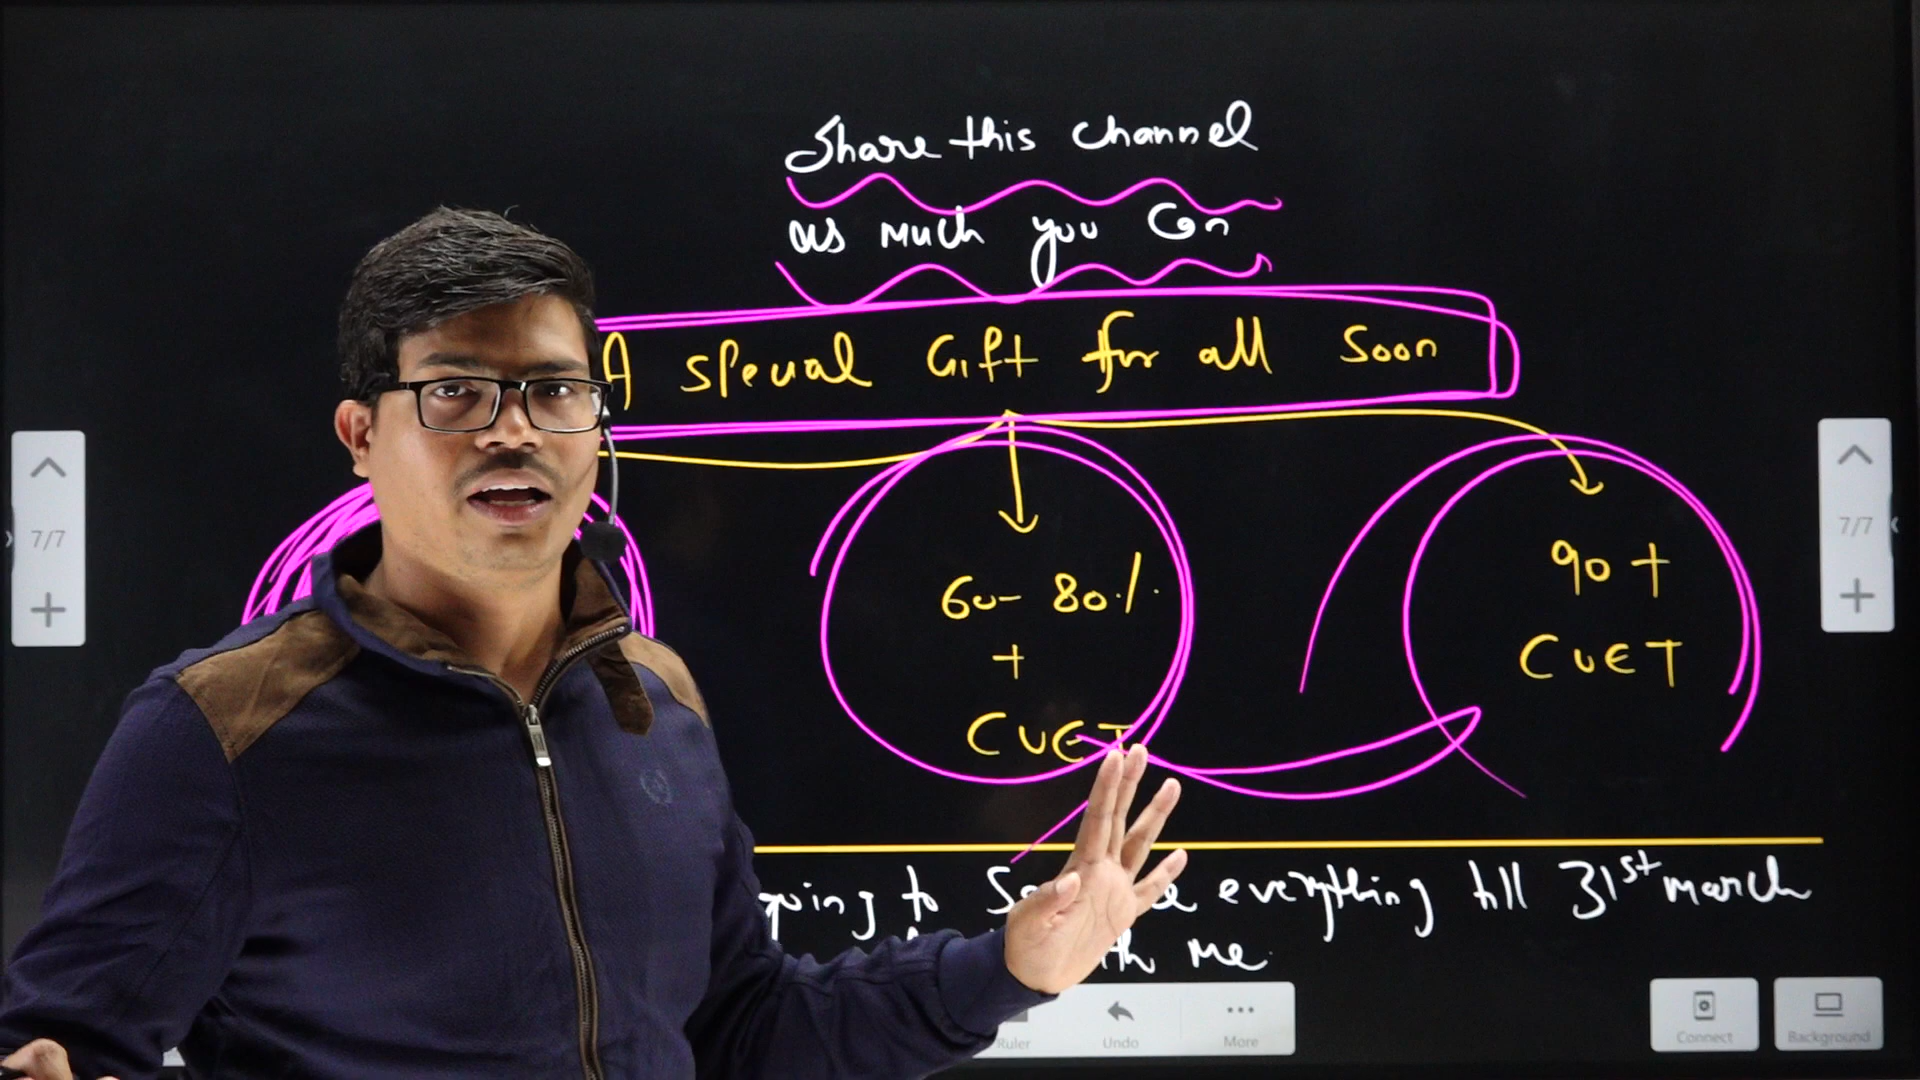 Share this channel
as much you Can
A special Gift for all Soon
60- 80%
+
CUET
90 +
CUET
7/7
7/7
going to everything till 31st march
me.
Ruler
Undo
More
Connect
Background